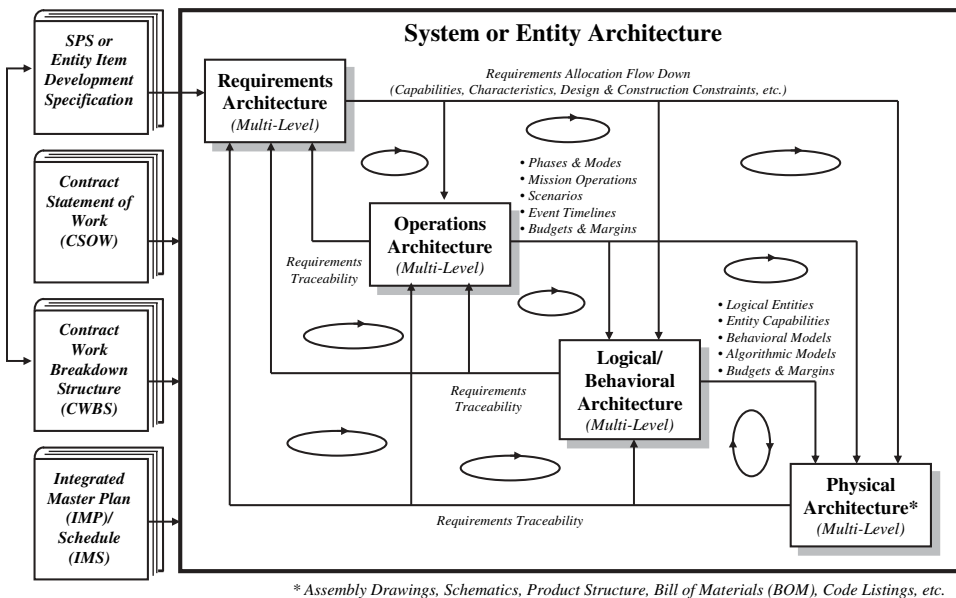 System or Entity Architecture
SPS or
Entity Item
Development
Specification
Contract
Statement of
Work
(CSOW)
Contract
Work
Breakdown
Structure
(CWBS)
Integrated
Master Plan
(IMP)/
Schedule
(IMS)
Requirements
Architecture
(Multi-Level)
Requirements Allocation Flow Down
(Capabilities, Characteristics, Design & Construction Constraints, etc.)
• Phases & Modes
• Mission Operations
• Scenarios
• Event Timelines
• Budgets & Margins
Operations
Architecture
(Multi-Level)
Requirements
Traceability
• Logical Entities
• Entity Capabilities
• Behavioral Models
• Algorithmic Models
• Budgets & Margins
Logical/
Behavioral
Architecture
(Multi-Level)
Requirements
Traceability
Physical
Architecture*
(Multi-Level)
Requirements Traceability
* Assembly Drawings, Schematics, Product Structure, Bill of Materials (BOM), Code Listings, etc.